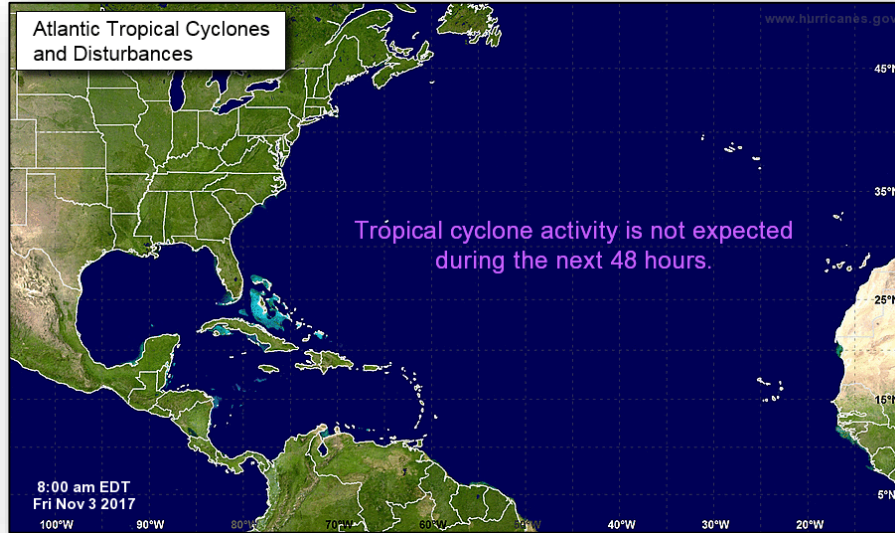 Atlantic Tropical Cyclones
and Disturbances
www.hurricanes.gov
45°N
35°N
Tropical cyclone activity is not expected
during the next 48 hours.
25°N
15°N
8:00 am EDT
Fri Nov 3 2017
5°N
100°W 90°W 80°W 70°W 60°W 50°W 40°W 30°W 20°W